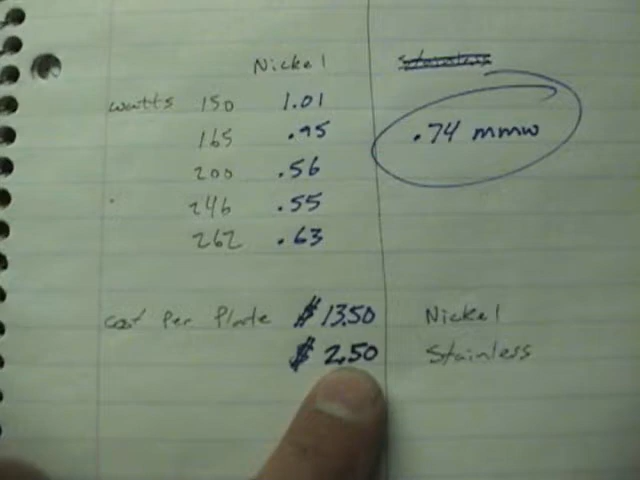 Nickel
watts 150 1.01
165 .95
.74 mmw
200 .56
246 .55
262 .63
cost Per Plate $13.50 Nickel
$2.50 Stainless